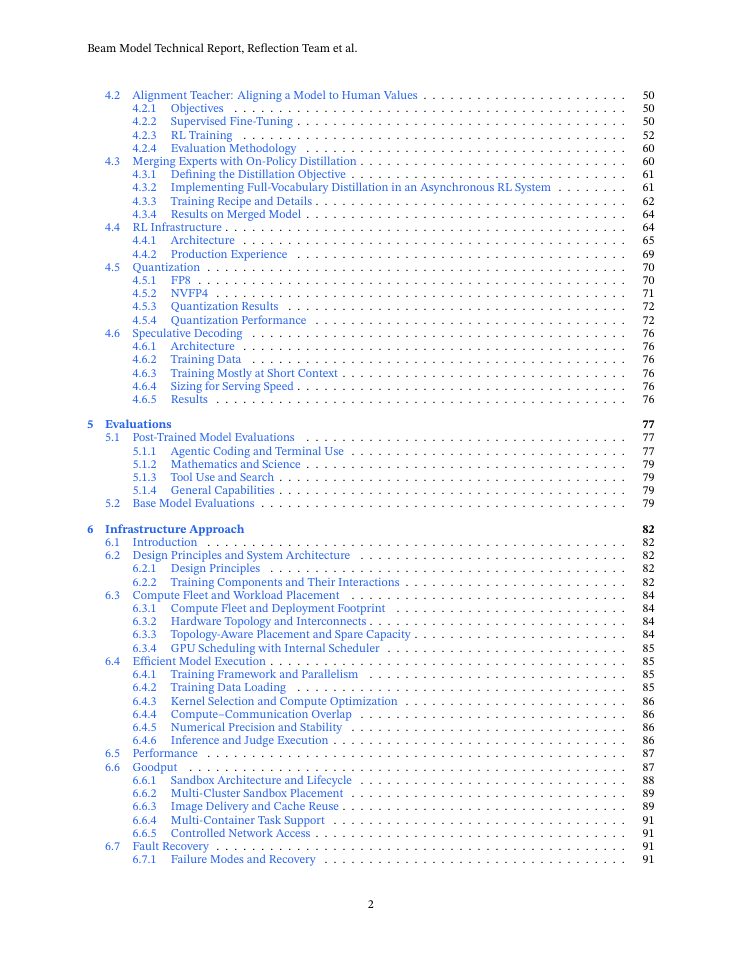 Beam Model Technical Report, Reflection Team et al.
4.2 Alignment Teacher: Aligning a Model to Human Values . . . . . . . . . . . . . . . . . . . . . . . 50
4.2.1 Objectives . . . . . . . . . . . . . . . . . . . . . . . . . . . . . . . . . . . . . . . . . . . . 50
4.2.2 Supervised Fine-Tuning . . . . . . . . . . . . . . . . . . . . . . . . . . . . . . . . . . . . . 50
4.2.3 RL Training . . . . . . . . . . . . . . . . . . . . . . . . . . . . . . . . . . . . . . . . . . . . 52
4.2.4 Evaluation Methodology . . . . . . . . . . . . . . . . . . . . . . . . . . . . . . . . . . . . 60
4.3 Merging Experts with On-Policy Distillation . . . . . . . . . . . . . . . . . . . . . . . . . . . . . . 60
4.3.1 Defining the Distillation Objective . . . . . . . . . . . . . . . . . . . . . . . . . . . . . . . 61
4.3.2 Implementing Full-Vocabulary Distillation in an Asynchronous RL System . . . . . . . . 61
4.3.3 Training Recipe and Details . . . . . . . . . . . . . . . . . . . . . . . . . . . . . . . . . . . 62
4.3.4 Results on Merged Model . . . . . . . . . . . . . . . . . . . . . . . . . . . . . . . . . . . . 64
4.4 RL Infrastructure . . . . . . . . . . . . . . . . . . . . . . . . . . . . . . . . . . . . . . . . . . . . . 64
4.4.1 Architecture . . . . . . . . . . . . . . . . . . . . . . . . . . . . . . . . . . . . . . . . . . . 65
4.4.2 Production Experience . . . . . . . . . . . . . . . . . . . . . . . . . . . . . . . . . . . . . 69
4.5 Quantization . . . . . . . . . . . . . . . . . . . . . . . . . . . . . . . . . . . . . . . . . . . . . . . 70
4.5.1 FP8 . . . . . . . . . . . . . . . . . . . . . . . . . . . . . . . . . . . . . . . . . . . . . . . . 70
4.5.2 NVFP4 . . . . . . . . . . . . . . . . . . . . . . . . . . . . . . . . . . . . . . . . . . . . . . 71
4.5.3 Quantization Results . . . . . . . . . . . . . . . . . . . . . . . . . . . . . . . . . . . . . . 72
4.5.4 Quantization Performance . . . . . . . . . . . . . . . . . . . . . . . . . . . . . . . . . . . 72
4.6 Speculative Decoding . . . . . . . . . . . . . . . . . . . . . . . . . . . . . . . . . . . . . . . . . . 76
4.6.1 Architecture . . . . . . . . . . . . . . . . . . . . . . . . . . . . . . . . . . . . . . . . . . . 76
4.6.2 Training Data . . . . . . . . . . . . . . . . . . . . . . . . . . . . . . . . . . . . . . . . . . 76
4.6.3 Training Mostly at Short Context . . . . . . . . . . . . . . . . . . . . . . . . . . . . . . . . 76
4.6.4 Sizing for Serving Speed . . . . . . . . . . . . . . . . . . . . . . . . . . . . . . . . . . . . . 76
4.6.5 Results . . . . . . . . . . . . . . . . . . . . . . . . . . . . . . . . . . . . . . . . . . . . . . 76
5 Evaluations 77
5.1 Post-Trained Model Evaluations . . . . . . . . . . . . . . . . . . . . . . . . . . . . . . . . . . . . 77
5.1.1 Agentic Coding and Terminal Use . . . . . . . . . . . . . . . . . . . . . . . . . . . . . . . 77
5.1.2 Mathematics and Science . . . . . . . . . . . . . . . . . . . . . . . . . . . . . . . . . . . . 79
5.1.3 Tool Use and Search . . . . . . . . . . . . . . . . . . . . . . . . . . . . . . . . . . . . . . . 79
5.1.4 General Capabilities . . . . . . . . . . . . . . . . . . . . . . . . . . . . . . . . . . . . . . . 79
5.2 Base Model Evaluations . . . . . . . . . . . . . . . . . . . . . . . . . . . . . . . . . . . . . . . . . 79
6 Infrastructure Approach 82
6.1 Introduction . . . . . . . . . . . . . . . . . . . . . . . . . . . . . . . . . . . . . . . . . . . . . . . 82
6.2 Design Principles and System Architecture . . . . . . . . . . . . . . . . . . . . . . . . . . . . . . 82
6.2.1 Design Principles . . . . . . . . . . . . . . . . . . . . . . . . . . . . . . . . . . . . . . . . 82
6.2.2 Training Components and Their Interactions . . . . . . . . . . . . . . . . . . . . . . . . . 82
6.3 Compute Fleet and Workload Placement . . . . . . . . . . . . . . . . . . . . . . . . . . . . . . . 84
6.3.1 Compute Fleet and Deployment Footprint . . . . . . . . . . . . . . . . . . . . . . . . . . 84
6.3.2 Hardware Topology and Interconnects . . . . . . . . . . . . . . . . . . . . . . . . . . . . . 84
6.3.3 Topology-Aware Placement and Spare Capacity . . . . . . . . . . . . . . . . . . . . . . . . 84
6.3.4 GPU Scheduling with Internal Scheduler . . . . . . . . . . . . . . . . . . . . . . . . . . . 85
6.4 Efficient Model Execution . . . . . . . . . . . . . . . . . . . . . . . . . . . . . . . . . . . . . . . . 85
6.4.1 Training Framework and Parallelism . . . . . . . . . . . . . . . . . . . . . . . . . . . . . . 85
6.4.2 Training Data Loading . . . . . . . . . . . . . . . . . . . . . . . . . . . . . . . . . . . . . . 85
6.4.3 Kernel Selection and Compute Optimization . . . . . . . . . . . . . . . . . . . . . . . . . 86
6.4.4 Compute–Communication Overlap . . . . . . . . . . . . . . . . . . . . . . . . . . . . . . 86
6.4.5 Numerical Precision and Stability . . . . . . . . . . . . . . . . . . . . . . . . . . . . . . . 86
6.4.6 Inference and Judge Execution . . . . . . . . . . . . . . . . . . . . . . . . . . . . . . . . . 86
6.5 Performance . . . . . . . . . . . . . . . . . . . . . . . . . . . . . . . . . . . . . . . . . . . . . . . 87
6.6 Goodput . . . . . . . . . . . . . . . . . . . . . . . . . . . . . . . . . . . . . . . . . . . . . . . . . 87
6.6.1 Sandbox Architecture and Lifecycle . . . . . . . . . . . . . . . . . . . . . . . . . . . . . . 88
6.6.2 Multi-Cluster Sandbox Placement . . . . . . . . . . . . . . . . . . . . . . . . . . . . . . . 89
6.6.3 Image Delivery and Cache Reuse . . . . . . . . . . . . . . . . . . . . . . . . . . . . . . . . 89
6.6.4 Multi-Container Task Support . . . . . . . . . . . . . . . . . . . . . . . . . . . . . . . . . 91
6.6.5 Controlled Network Access . . . . . . . . . . . . . . . . . . . . . . . . . . . . . . . . . . . 91
6.7 Fault Recovery . . . . . . . . . . . . . . . . . . . . . . . . . . . . . . . . . . . . . . . . . . . . . . 91
6.7.1 Failure Modes and Recovery . . . . . . . . . . . . . . . . . . . . . . . . . . . . . . . . . . 91
2